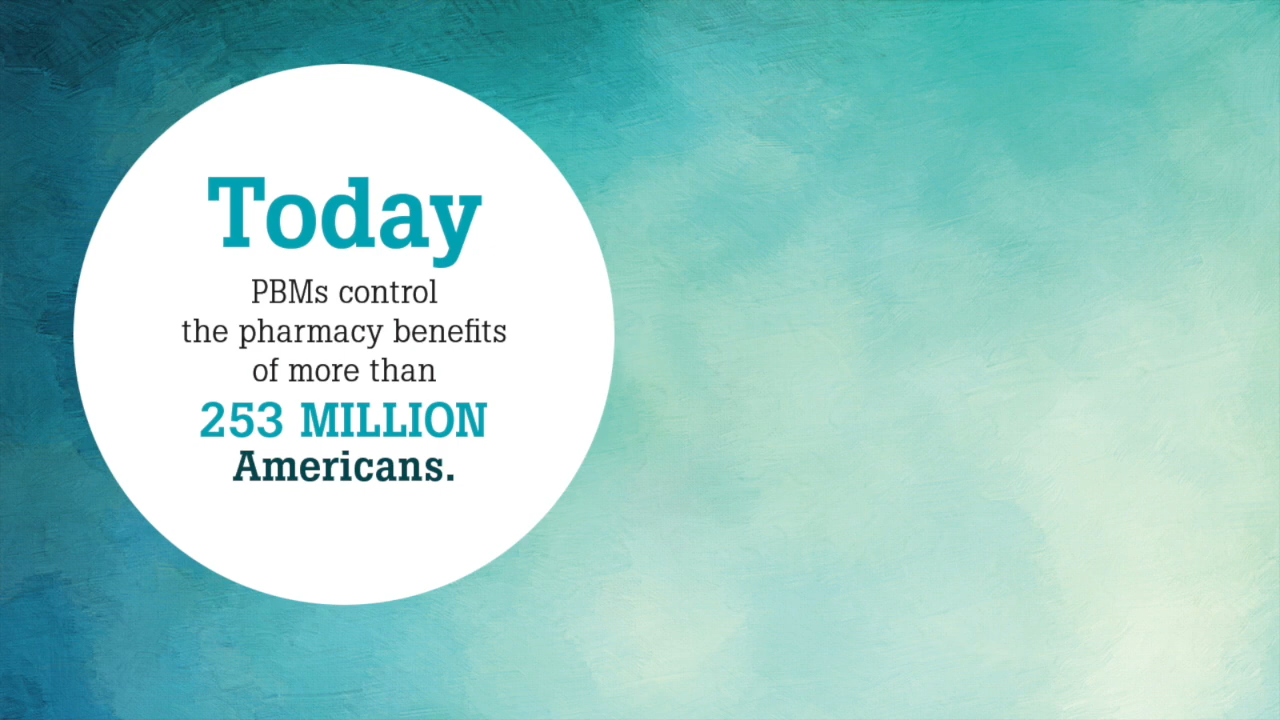 Today
PBMs control
the pharmacy benefits
of more than
253 MILLION
Americans.